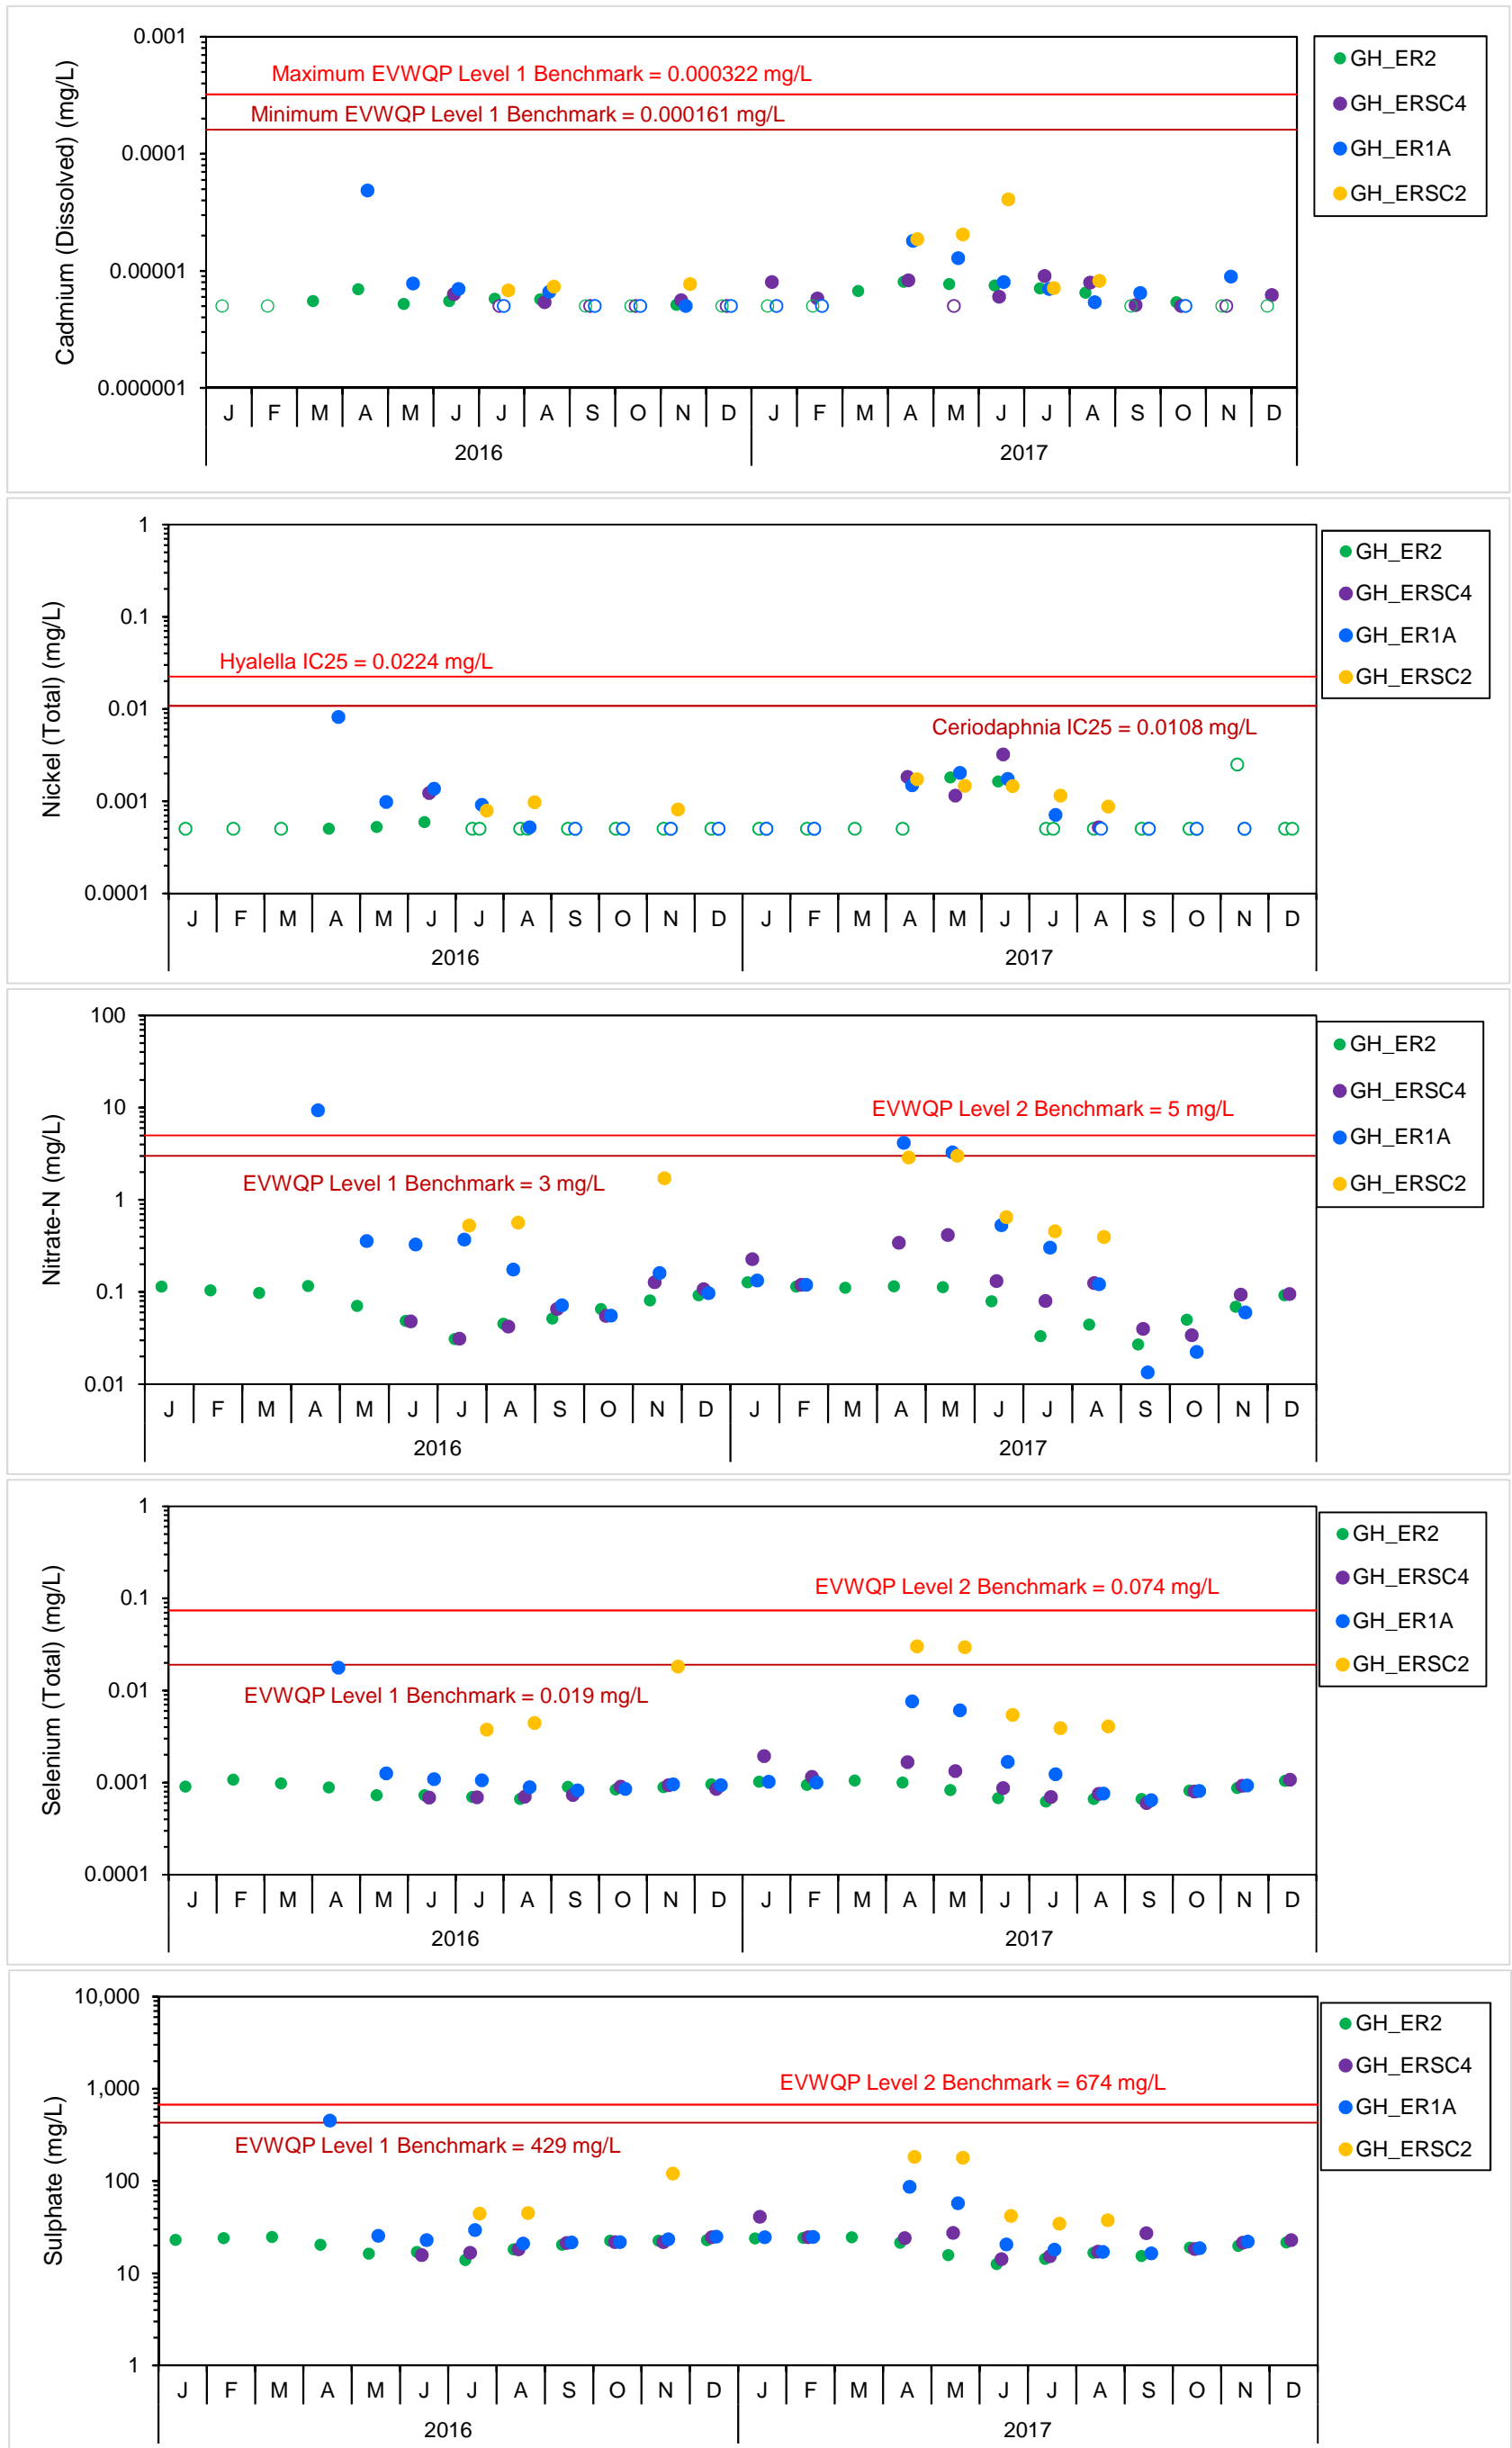 0.001
Maximum EVWQP Level 1 Benchmark = 0.000322 mg/L
Minimum EVWQP Level 1 Benchmark = 0.000161 mg/L
0.0001
0.00001
0.000001
Cadmium (Dissolved) (mg/L)
J F M A M J J A S O N D J F M A M J J A S O N D
2016 2017
GH_ER2
GH_ERSC4
GH_ER1A
GH_ERSC2
1
0.1
Hyalella IC25 = 0.0224 mg/L
0.01
Ceriodaphnia IC25 = 0.0108 mg/L
0.001
0.0001
Nickel (Total) (mg/L)
J F M A M J J A S O N D J F M A M J J A S O N D
2016 2017
GH_ER2
GH_ERSC4
GH_ER1A
GH_ERSC2
100
10
EVWQP Level 2 Benchmark = 5 mg/L
EVWQP Level 1 Benchmark = 3 mg/L
1
0.1
0.01
Nitrate-N (mg/L)
J F M A M J J A S O N D J F M A M J J A S O N D
2016 2017
GH_ER2
GH_ERSC4
GH_ER1A
GH_ERSC2
1
0.1
EVWQP Level 2 Benchmark = 0.074 mg/L
0.01
EVWQP Level 1 Benchmark = 0.019 mg/L
0.001
0.0001
Selenium (Total) (mg/L)
J F M A M J J A S O N D J F M A M J J A S O N D
2016 2017
GH_ER2
GH_ERSC4
GH_ER1A
GH_ERSC2
10,000
1,000
EVWQP Level 2 Benchmark = 674 mg/L
EVWQP Level 1 Benchmark = 429 mg/L
100
10
1
Sulphate (mg/L)
J F M A M J J A S O N D J F M A M J J A S O N D
2016 2017
GH_ER2
GH_ERSC4
GH_ER1A
GH_ERSC2